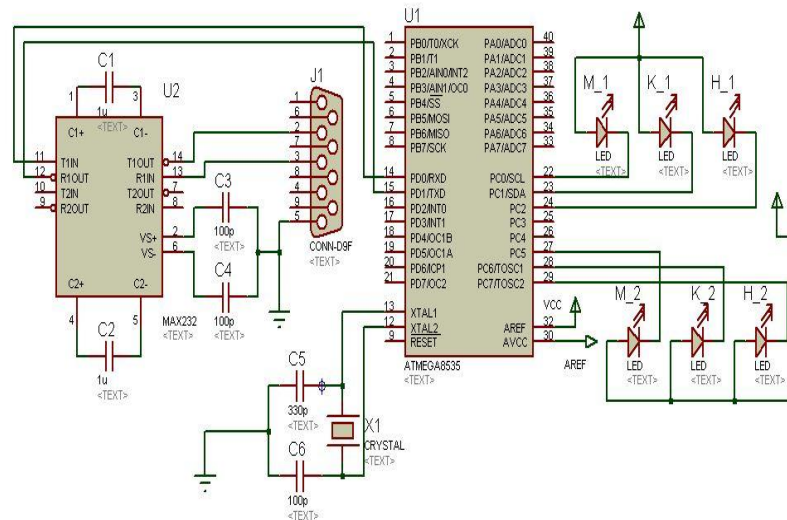 U1
C1
1
3
1u
<TEXT>
U2
C1+
C1-
11
T1IN
T1OUT
14
12
R1OUT
R1IN
13
10
T2IN
T2OUT
7
9
R2OUT
R2IN
8
VS+
2
VS-
6
C2+
C2-
4
5
MAX232
<TEXT>
C2
1u
<TEXT>
C3
100p
<TEXT>
C4
100p
<TEXT>
J1
1
6
2
7
3
8
4
9
5
CONN-D9F
<TEXT>
1
PB0/T0/XCK
PA0/ADC0
40
2
PB1/T1
PA1/ADC1
39
3
PB2/AIN0/INT2
PA2/ADC2
38
4
PB3/AIN1/OC0
PA3/ADC3
37
5
PB4/SS
PA4/ADC4
36
6
PB5/MOSI
PA5/ADC5
35
7
PB6/MISO
PA6/ADC6
34
8
PB7/SCK
PA7/ADC7
33
14
PD0/RXD
PC0/SCL
22
15
PD1/TXD
PC1/SDA
23
16
PD2/INT0
PC2
24
17
PD3/INT1
PC3
25
18
PD4/OC1B
PC4
26
19
PD5/OC1A
PC5
27
20
PD6/ICP1
PC6/TOSC1
28
21
PD7/OC2
PC7/TOSC2
29
13
XTAL1
12
XTAL2
AREF
32
9
RESET
AVCC
30
ATMEGA8535
<TEXT>
VCC
AREF
M_1
K_1
H_1
LED
LED
LED
<TEXT>
<TEXT>
<TEXT>
M_2
K_2
H_2
LED
LED
LED
<TEXT>
<TEXT>
<TEXT>
C5
330p
<TEXT>
X1
CRYSTAL
<TEXT>
C6
100p
<TEXT>